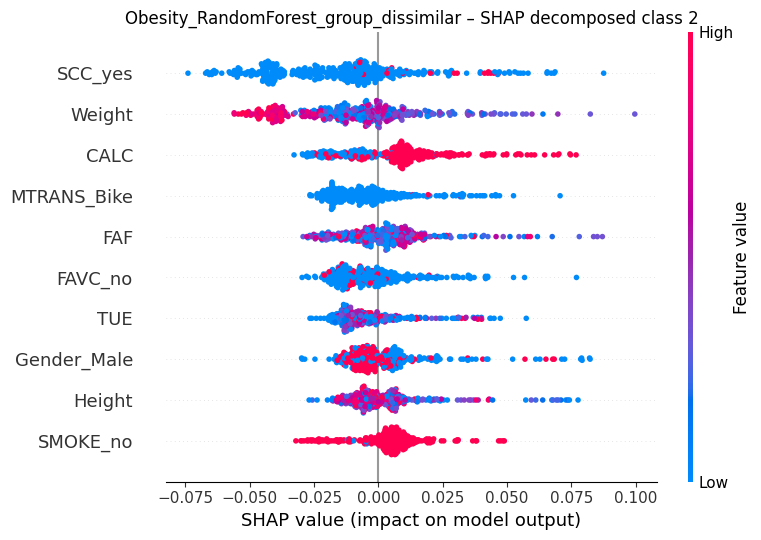 Obesity_RandomForest_group_dissimilar – SHAP decomposed class 2
High
SCC_yes
Weight
CALC
MTRANS_Bike
FAF
FAVC_no
TUE
Gender_Male
Height
SMOKE_no
Feature value
Low
−0.075 −0.050 −0.025 0.000 0.025 0.050 0.075 0.100
SHAP value (impact on model output)